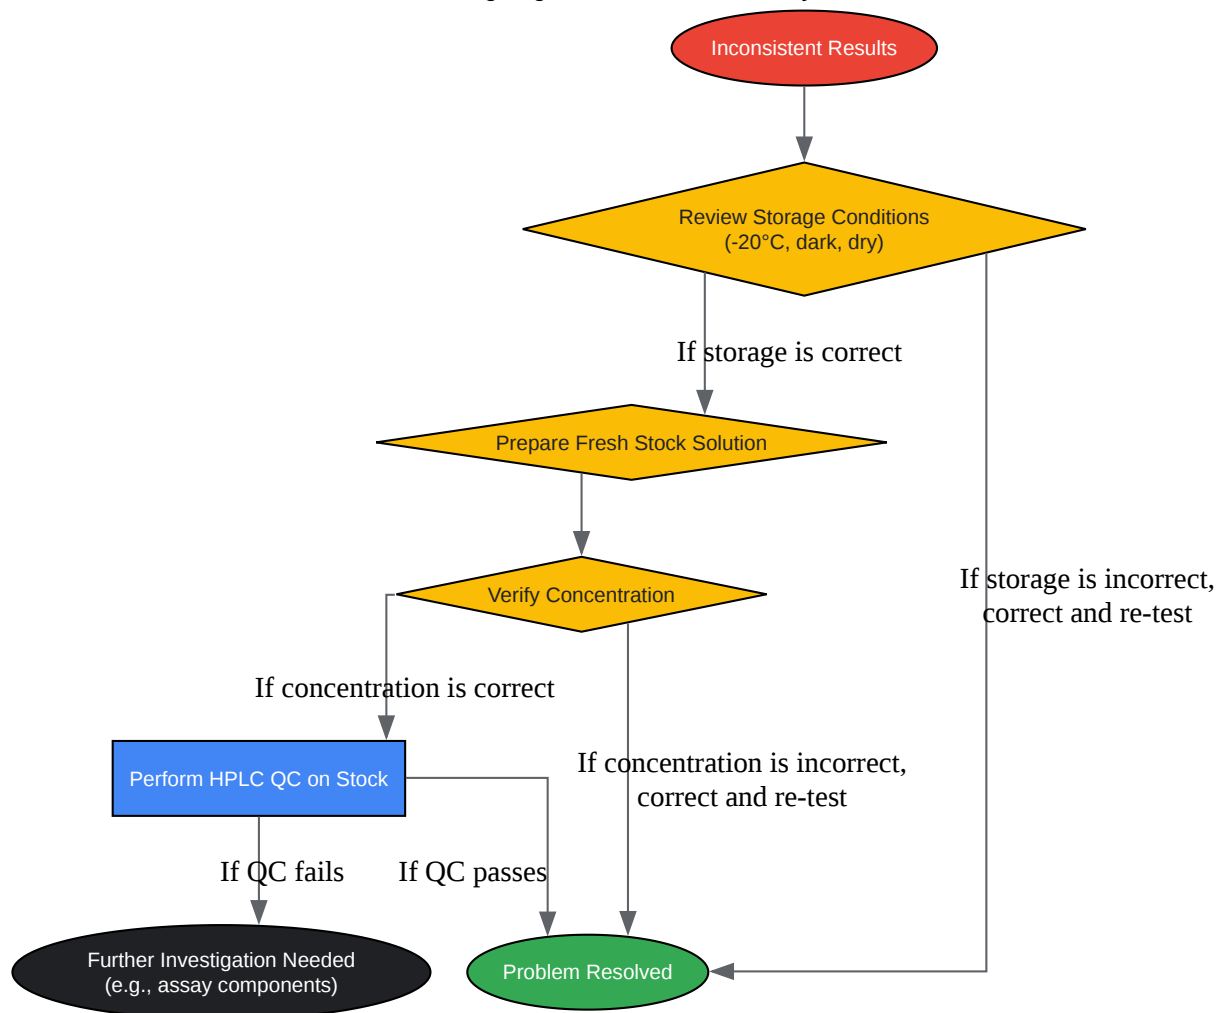 Inconsistent Results
Review Storage Conditions
(-20°C, dark, dry)
If storage is correct
Prepare Fresh Stock Solution
Verify Concentration
If storage is incorrect,
correct and re-test
If concentration is correct
Perform HPLC QC on Stock
If concentration is incorrect,
correct and re-test
If QC fails
If QC passes
Further Investigation Needed
(e.g., assay components)
Problem Resolved